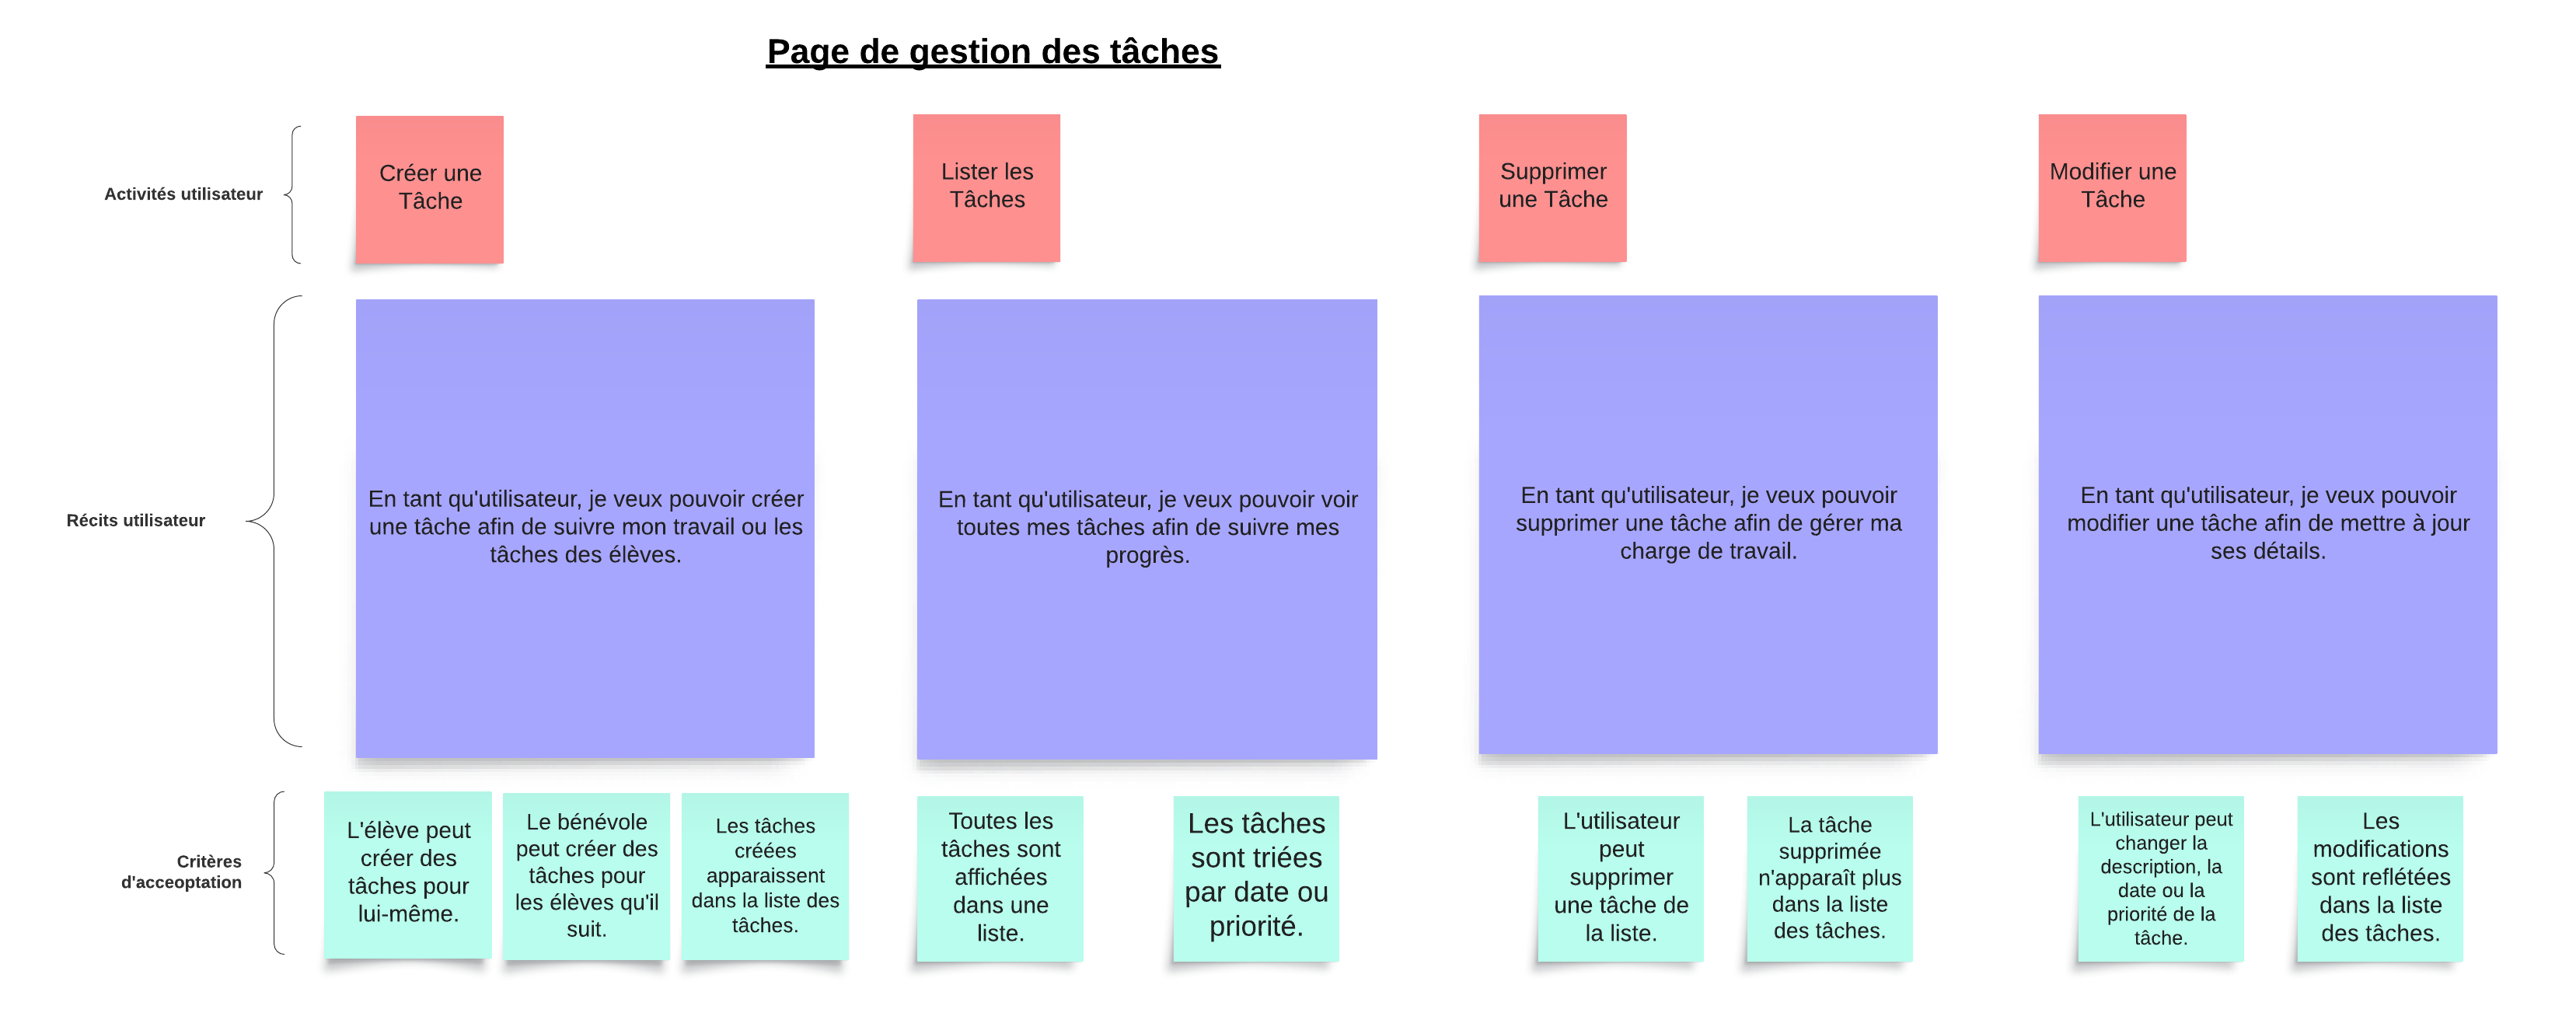 Page de gestion des tâches
Activités utilisateur
Créer une
Tâche
Lister les
Tâches
Supprimer
une Tâche
Modifier une
Tâche
Récits utilisateur
En tant qu'utilisateur, je veux pouvoir créer
une tâche afin de suivre mon travail ou les
tâches des élèves.
En tant qu'utilisateur, je veux pouvoir voir
toutes mes tâches afin de suivre mes
progrès.
En tant qu'utilisateur, je veux pouvoir
supprimer une tâche afin de gérer ma
charge de travail.
En tant qu'utilisateur, je veux pouvoir
modifier une tâche afin de mettre à jour
ses détails.
Critères
d'acceoptation
L'élève peut
créer des
tâches pour
lui-même.
Le bénévole
peut créer des
tâches pour
les élèves qu'il
suit.
Les tâches
créées
apparaissent
dans la liste des
tâches.
Toutes les
tâches sont
affichées
dans une
liste.
Les tâches
sont triées
par date ou
priorité.
L'utilisateur
peut
supprimer
une tâche de
la liste.
La tâche
supprimée
n'apparaît plus
dans la liste
des tâches.
L'utilisateur peut
changer la
description, la
date ou la
priorité de la
tâche.
Les
modifications
sont reflétées
dans la liste
des tâches.